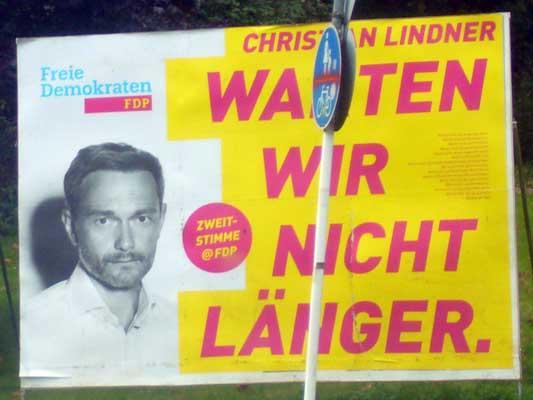 Freie
Demokraten
FDP
CHRISTIAN LINDNER
WARTEN
WIR
NICHT
LÄNGER.
ZWEIT-
STIMME
@FDP